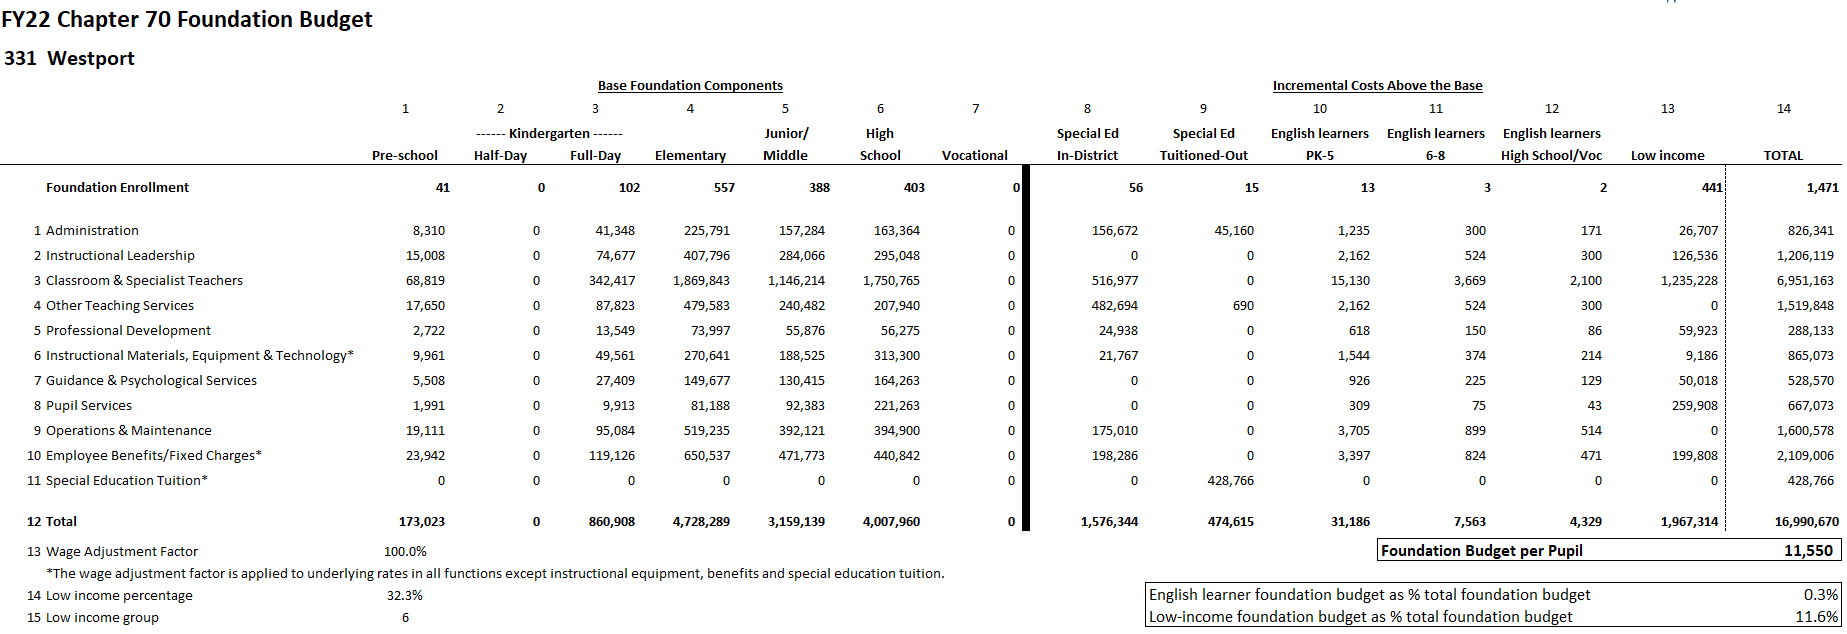 FY22 Chapter 70 Foundation Budget
331 Westport
Base Foundation Components Incremental Costs Above the Base
1 2 3 4 5 6 7 8 9 10 11 12 13 14
------ Kindergarten ------ Junior/ High Special Ed Special Ed English learners English learners English learners
Pre-school Half-Day Full-Day Elementary Middle School Vocational In-District Tuitioned-Out PK-5 6-8 High School/Voc Low income TOTAL
Foundation Enrollment 41 0 102 557 388 403 0 56 15 13 3 2 441 1,471
1 Administration 8,310 0 41,348 225,791 157,284 163,364 0 156,672 45,160 1,235 300 171 26,707 826,341
2 Instructional Leadership 15,008 0 74,677 407,796 284,066 295,048 0 0 0 2,162 524 300 126,536 1,206,119
3 Classroom & Specialist Teachers 68,819 0 342,417 1,869,843 1,146,214 1,750,765 0 516,977 0 15,130 3,669 2,100 1,235,228 6,951,163
4 Other Teaching Services 17,650 0 87,823 479,583 240,482 207,940 0 482,694 690 2,162 524 300 0 1,519,848
5 Professional Development 2,722 0 13,549 73,997 55,876 56,275 0 24,938 0 618 150 86 59,923 288,133
6 Instructional Materials, Equipment & Technology* 9,961 0 49,561 270,641 188,525 313,300 0 21,767 0 1,544 374 214 9,186 865,073
7 Guidance & Psychological Services 5,508 0 27,409 149,677 130,415 164,263 0 0 0 926 225 129 50,018 528,570
8 Pupil Services 1,991 0 9,913 81,188 92,383 221,263 0 0 0 309 75 43 259,908 667,073
9 Operations & Maintenance 19,111 0 95,084 519,235 392,121 394,900 0 175,010 0 3,705 899 514 0 1,600,578
10 Employee Benefits/Fixed Charges* 23,942 0 119,126 650,537 471,773 440,842 0 198,286 0 3,397 824 471 199,808 2,109,006
11 Special Education Tuition* 0 0 0 0 0 0 0 0 428,766 0 0 0 0 428,766
12 Total 173,023 0 860,908 4,728,289 3,159,139 4,007,960 0 1,576,344 474,615 31,186 7,563 4,329 1,967,314 16,990,670
13 Wage Adjustment Factor 100.0% Foundation Budget per Pupil 11,550
*The wage adjustment factor is applied to underlying rates in all functions except instructional equipment, benefits and special education tuition.
14 Low income percentage 32.3% English learner foundation budget as % total foundation budget 0.3%
15 Low income group 6 Low-income foundation budget as % total foundation budget 11.6%